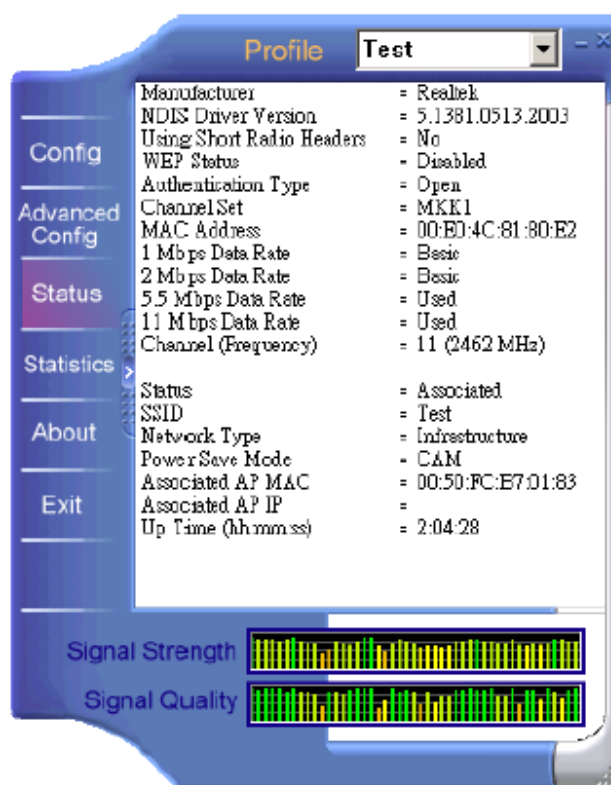 Profile Test
Manufacturer = Realtek
NDIS Driver Version = 5.1381.0513.2003
Using Short Radio Headers = No
WEP Status = Disabled
Authentication Type = Open
Channel Set = MKK1
MAC Address = 00:E0:4C:81:80:E2
1 Mbps Data Rate = Basic
2 Mbps Data Rate = Basic
5.5 Mbps Data Rate = Used
11 Mbps Data Rate = Used
Channel (Frequency) = 11 (2462 MHz)
Status = Associated
SSID = Test
Network Type = Infrastructure
Power Save Mode = CAM
Associated AP MAC = 00:50:FC:E7:01:83
Associated AP IP =
Up Time (hh:mm:ss) = 2:04:28
Config
Advanced
Config
Status
Statistics
>
About
Exit
Signal Strength
Signal Quality